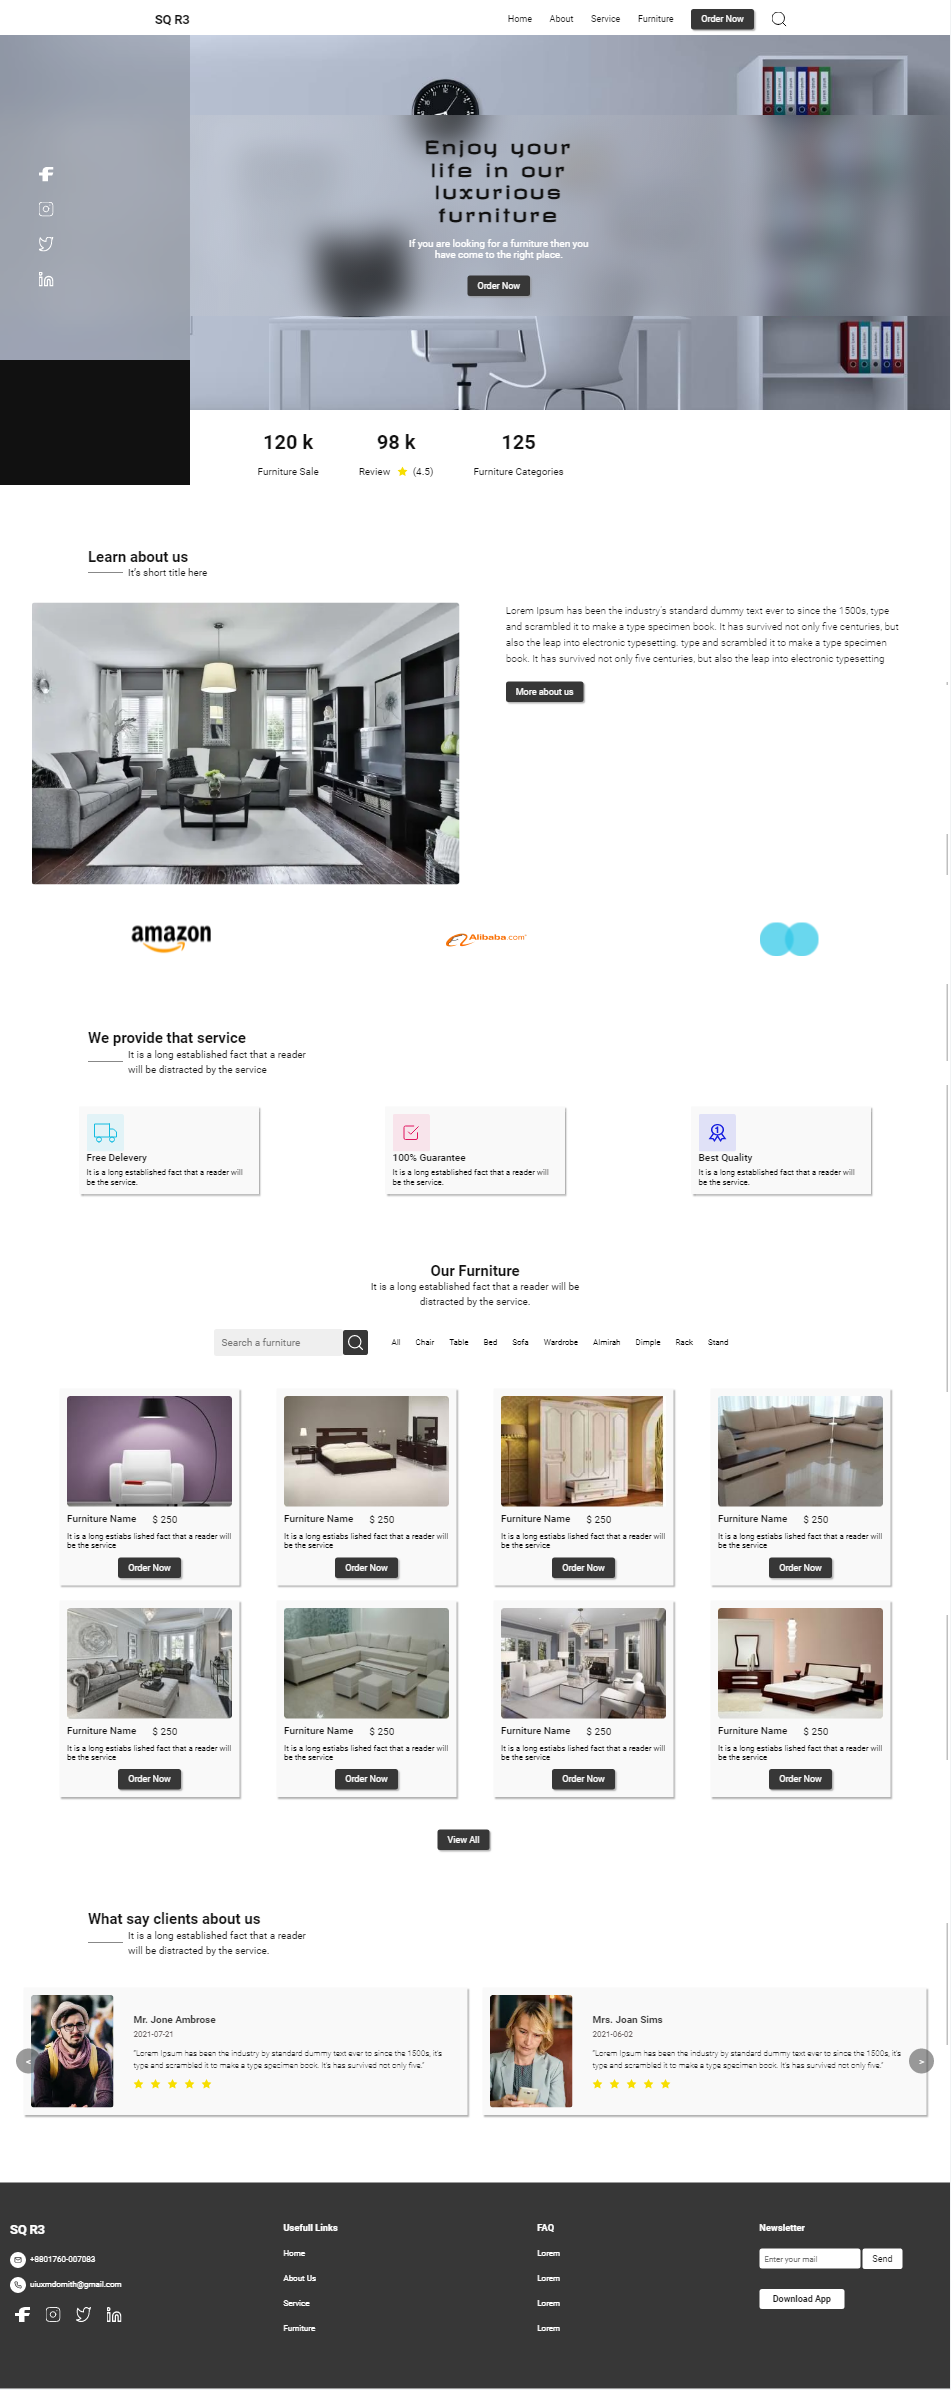 SQ R3
Home About Service Furniture Order Now
Enjoy your
life in our
luxurious
furniture
If you are looking for a furniture then you
have come to the right place.
Order Now
120 k 98 k 125
Furniture Sale Review (4.5) Furniture Categories
Learn about us
It's short title here
Lorem Ipsum has been the industry's standard dummy text ever to since the 1500s, type
and scrambled it to make a type specimen book. It has survived not only five centuries, but
also the leap into electronic typesetting. type and scrambled it to make a type specimen
book. It has survived not only five centuries, but also the leap into electronic typesetting
More about us
amazon Alibaba.com
We provide that service
It is a long established fact that a reader
will be distracted by the service
Free Delevery 100% Guarantee Best Quality
It is a long established fact that a reader will It is a long established fact that a reader will It is a long established fact that a reader will
be the service. be the service. be the service.
Our Furniture
It is a long established fact that a reader will be
distracted by the service.
Search a furniture All Chair Table Bed Sofa Wardrobe Almirah Dimple Rack Stand
Furniture Name $ 250 Furniture Name $ 250 Furniture Name $ 250 Furniture Name $ 250
It is a long estiabs lished fact that a reader will It is a long estiabs lished fact that a reader will It is a long estiabs lished fact that a reader will It is a long estiabs lished fact that a reader will
be the service be the service be the service be the service
Order Now Order Now Order Now Order Now
Furniture Name $ 250 Furniture Name $ 250 Furniture Name $ 250 Furniture Name $ 250
It is a long estiabs lished fact that a reader will It is a long estiabs lished fact that a reader will It is a long estiabs lished fact that a reader will It is a long estiabs lished fact that a reader will
be the service be the service be the service be the service
Order Now Order Now Order Now Order Now
View All
What say clients about us
It is a long established fact that a reader
will be distracted by the service.
Mr. Jone Ambrose
2021-07-21
"Lorem Ipsum has been the industry by standard dummy text ever to since the 1500s, it's
type and scrambled it to make a type specimen book. It's has survived not only five."
Mrs. Joan Sims
2021-06-02
"Lorem Ipsum has been the industry by standard dummy text ever to since the 1500s, it's
type and scrambled it to make a type specimen book. It's has survived not only five."
< >
SQ R3 Usefull Links FAQ Newsletter
+8801760-007083 Home Lorem Enter your mail Send
uiuxmdomith@gmail.com About Us Lorem
Service Lorem Download App
Furniture Lorem